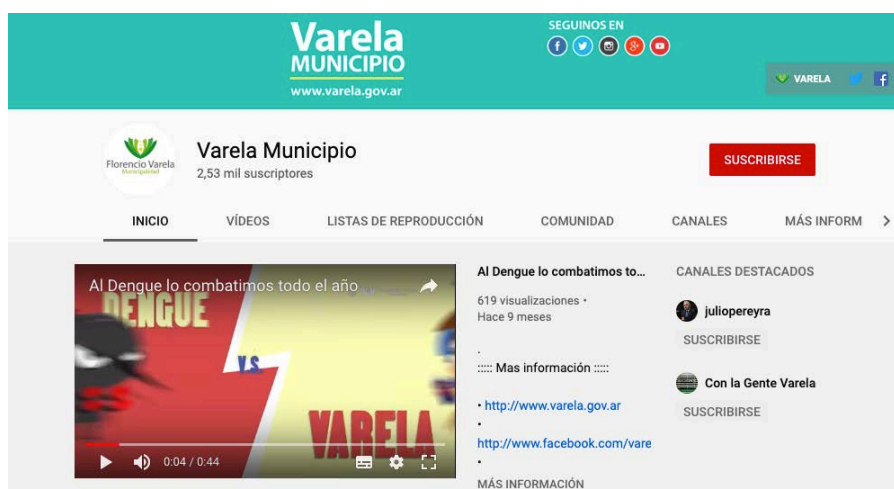 Varela
MUNICIPIO
www.varela.gov.ar
SEGUINOS EN
VARELA
Florencio Varela
Municipalidad
Varela Municipio
2,53 mil suscriptores
SUSCRIBIRSE
INICIO
VÍDEOS
LISTAS DE REPRODUCCIÓN
COMUNIDAD
CANALES
MÁS INFORM
Al Dengue lo combatimos todo el año
DENGUE
V.S.
VARELA
0:04 / 0:44
Al Dengue lo combatimos to...
619 visualizaciones •
Hace 9 meses
.
::::: Mas información :::::
• http://www.varela.gov.ar
•
http://www.facebook.com/vare
•
MÁS INFORMACIÓN
CANALES DESTACADOS
juliopereyra
SUSCRIBIRSE
Con la Gente Varela
SUSCRIBIRSE